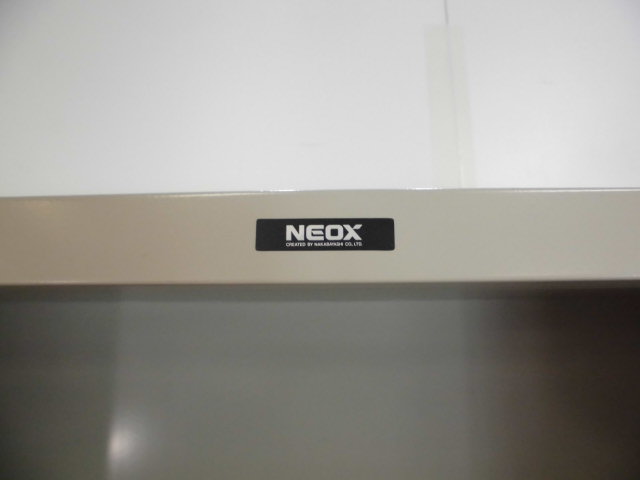 NEOX
CREATED BY NAKABAYASHI CO., LTD.